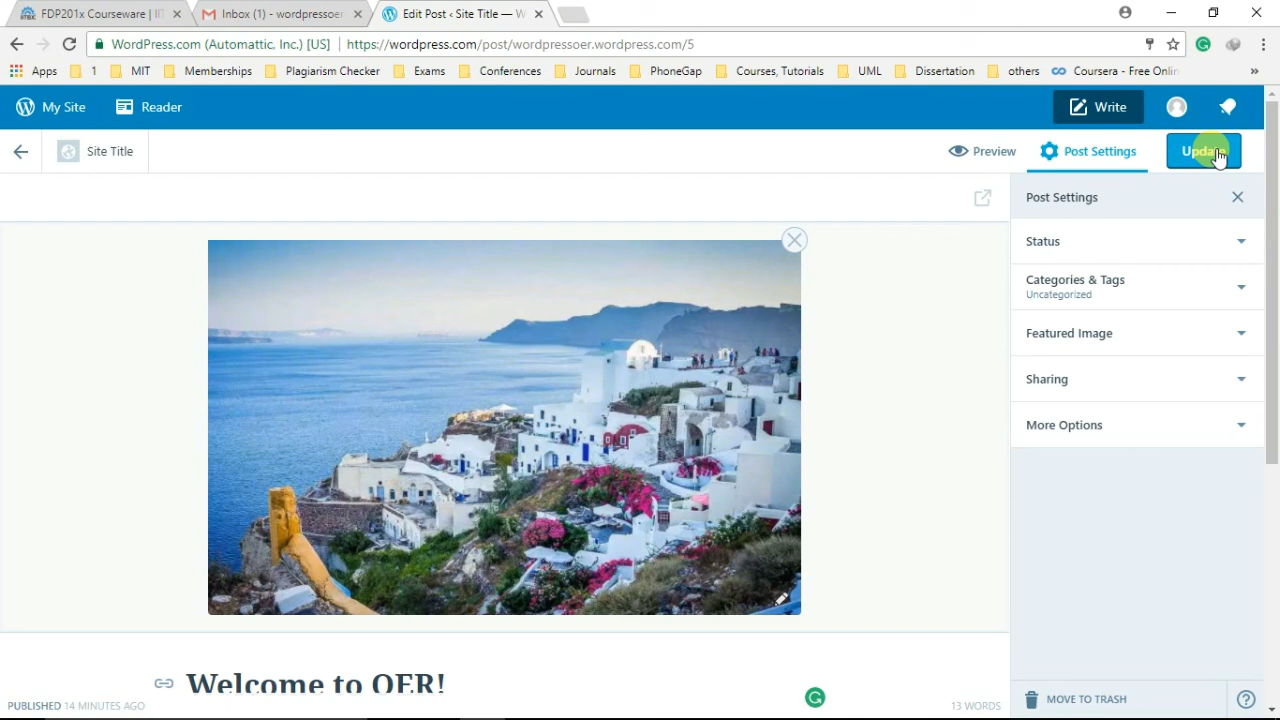 FDP201x Courseware | II
Inbox (1) - wordpressoer
Edit Post ‹ Site Title — W
WordPress.com (Automattic, Inc.) [US] | https://wordpress.com/post/wordpressoer.wordpress.com/5
Apps 1 MIT Memberships Plagiarism Checker Exams Conferences Journals PhoneGap Courses, Tutorials UML Dissertation others Coursera - Free Onlin »
My Site Reader Write
Site Title Preview Post Settings Update
Post Settings
Status
Categories & Tags
Uncategorized
Featured Image
Sharing
More Options
Welcome to OER!
PUBLISHED 14 MINUTES AGO 13 WORDS MOVE TO TRASH